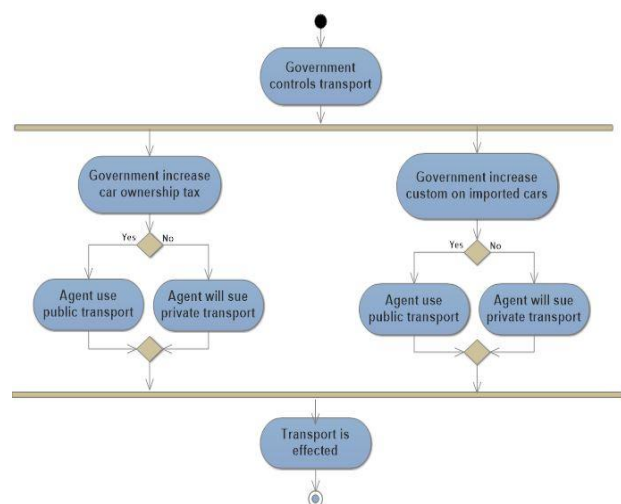 Government
controls transport
Government increase
car ownership tax
Government increase
custom on imported cars
Yes
No
Yes
No
Agent use
public transport
Agent will sue
private transport
Agent use
public transport
Agent will sue
private transport
Transport is
effected